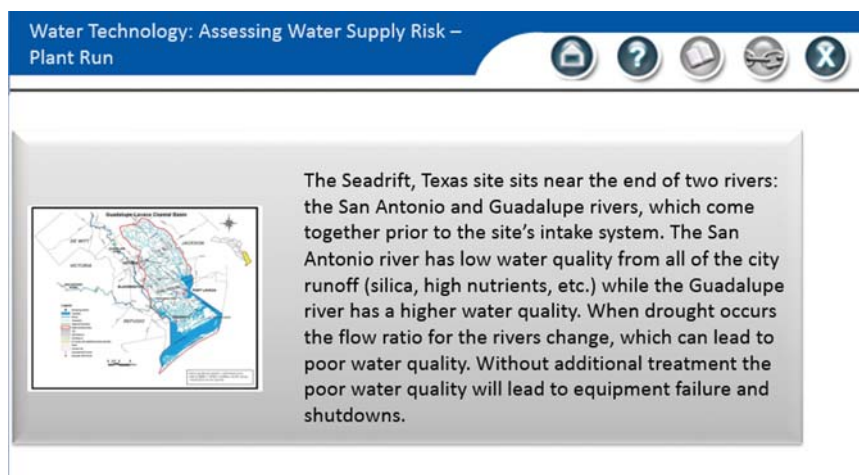 Water Technology: Assessing Water Supply Risk –
Plant Run
?
X
Guadalupe-Lavaca Coastal Basin
DE WITT
JACKSON
VICTORIA
REFUGIO
The Seadrift, Texas site sits near the end of two rivers:
the San Antonio and Guadalupe rivers, which come
together prior to the site's intake system. The San
Antonio river has low water quality from all of the city
runoff (silica, high nutrients, etc.) while the Guadalupe
river has a higher water quality. When drought occurs
the flow ratio for the rivers change, which can lead to
poor water quality. Without additional treatment the
poor water quality will lead to equipment failure and
shutdowns.